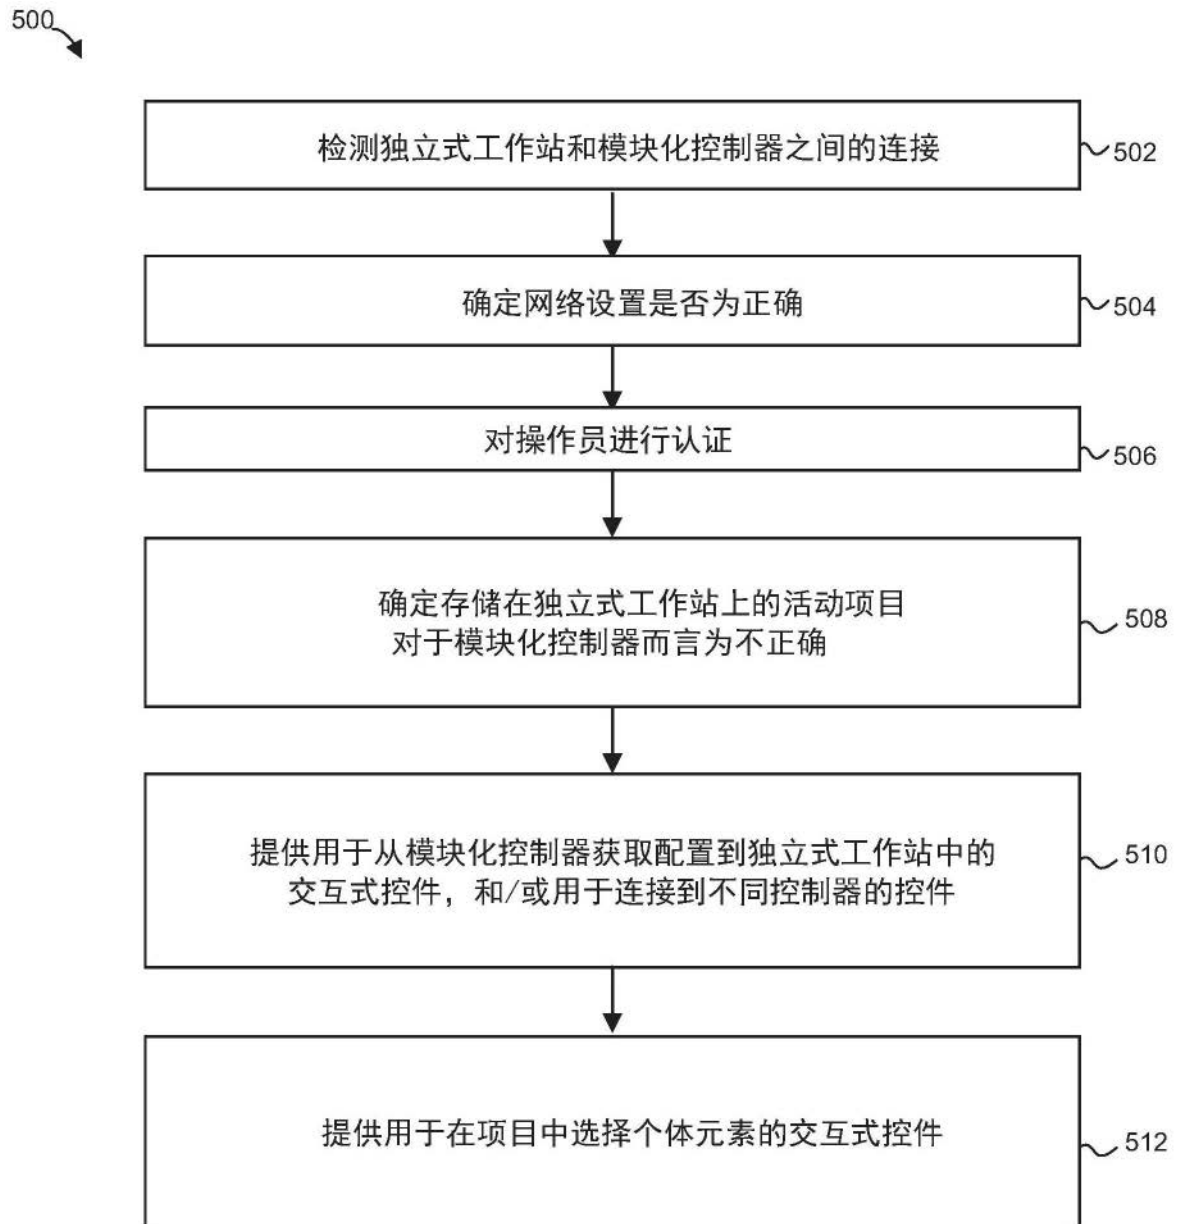 500
检测独立式工作站和模块化控制器之间的连接
502
确定网络设置是否为正确
504
对操作员进行认证
506
确定存储在独立式工作站上的活动项目
对于模块化控制器而言为不正确
508
提供用于从模块化控制器获取配置到独立式工作站中的
交互式控件，和/或用于连接到不同控制器的控件
510
提供用于在项目中选择个体元素的交互式控件
512